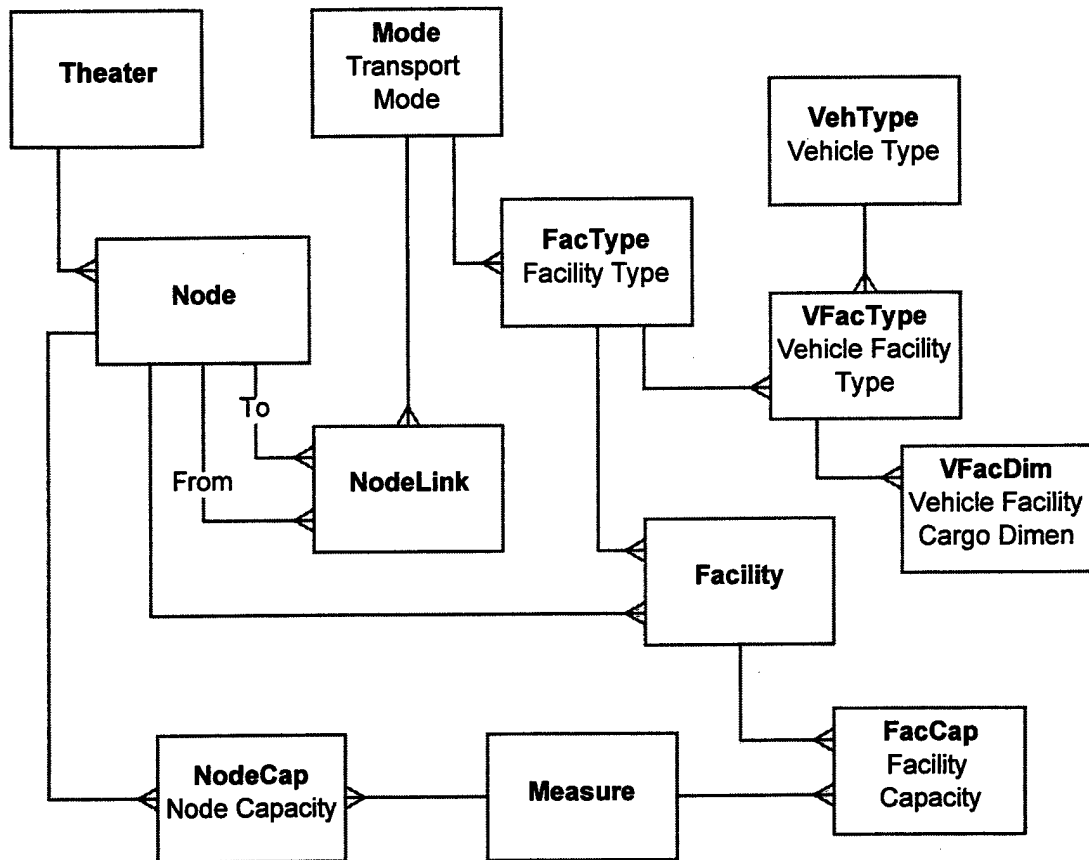 Theater
Mode
Transport
Mode
VehType
Vehicle Type
FacType
Facility Type
Node
VFacType
Vehicle Facility
Type
To
From
NodeLink
VFacDim
Vehicle Facility
Cargo Dimen
Facility
NodeCap
Node Capacity
Measure
FacCap
Facility
Capacity